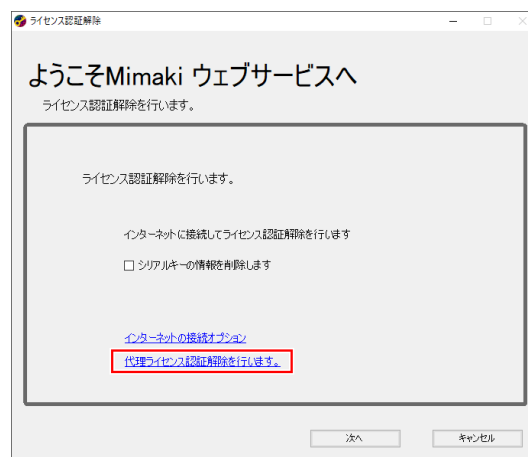 ライセンス認証解除
ようこそMimaki ウェブサービスへ
ライセンス認証解除を行います。
ライセンス認証解除を行います。
インターネットに接続してライセンス認証解除を行します
シリアルキーの情報を削除します
インターネットの接続オプション
代理ライセンス認証解除を行します。
次へ
キャンセル